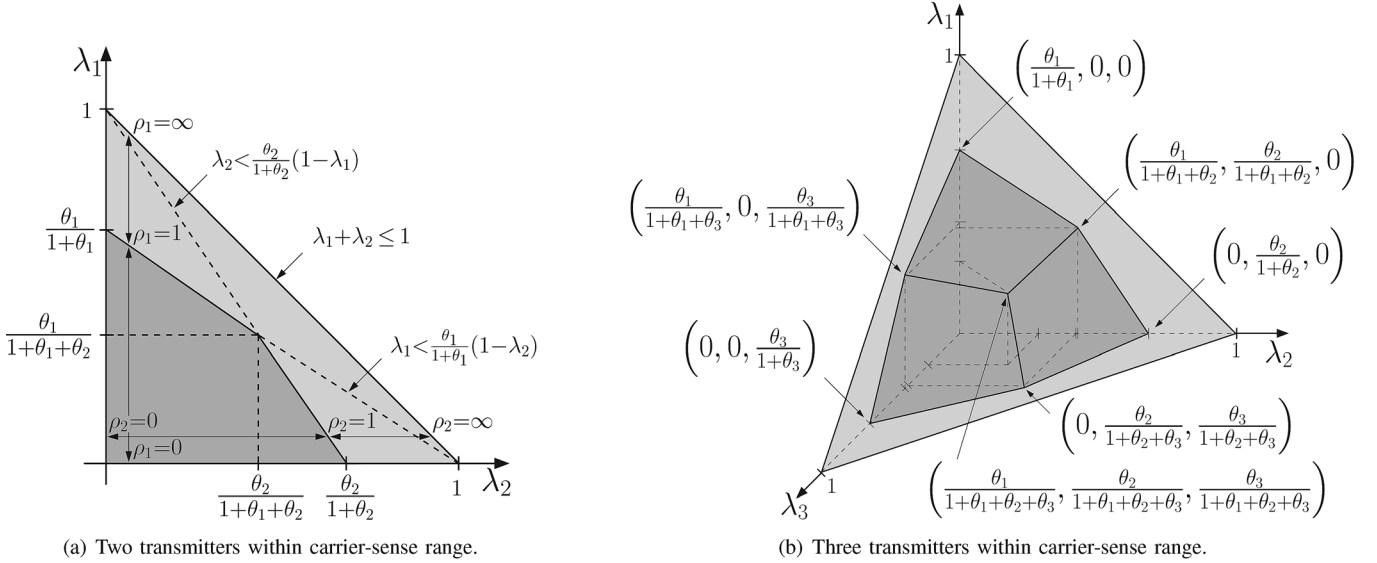 λ₁
1
ρ₁=∞
λ₂<θ₂/(1+θ₂)(1−λ₁)
λ₁+λ₂≤1
θ₁/(1+θ₁)
ρ₁=1
θ₁/(1+θ₁+θ₂)
λ₁<θ₁/(1+θ₁)(1−λ₂)
ρ₂=0
ρ₂=1
ρ₂=∞
ρ₁=0
θ₂/(1+θ₁+θ₂)
θ₂/(1+θ₂)
1
λ₂
(a) Two transmitters within carrier-sense range.
λ₁
1
(θ₁/(1+θ₁), 0, 0)
(θ₁/(1+θ₁+θ₂), θ₂/(1+θ₁+θ₂), 0)
(θ₁/(1+θ₁+θ₃), 0, θ₃/(1+θ₁+θ₃))
(0, θ₂/(1+θ₂), 0)
(0, 0, θ₃/(1+θ₃))
1
λ₂
(0, θ₂/(1+θ₂+θ₃), θ₃/(1+θ₂+θ₃))
(θ₁/(1+θ₁+θ₂+θ₃), θ₂/(1+θ₁+θ₂+θ₃), θ₃/(1+θ₁+θ₂+θ₃))
1
λ₃
(b) Three transmitters within carrier-sense range.